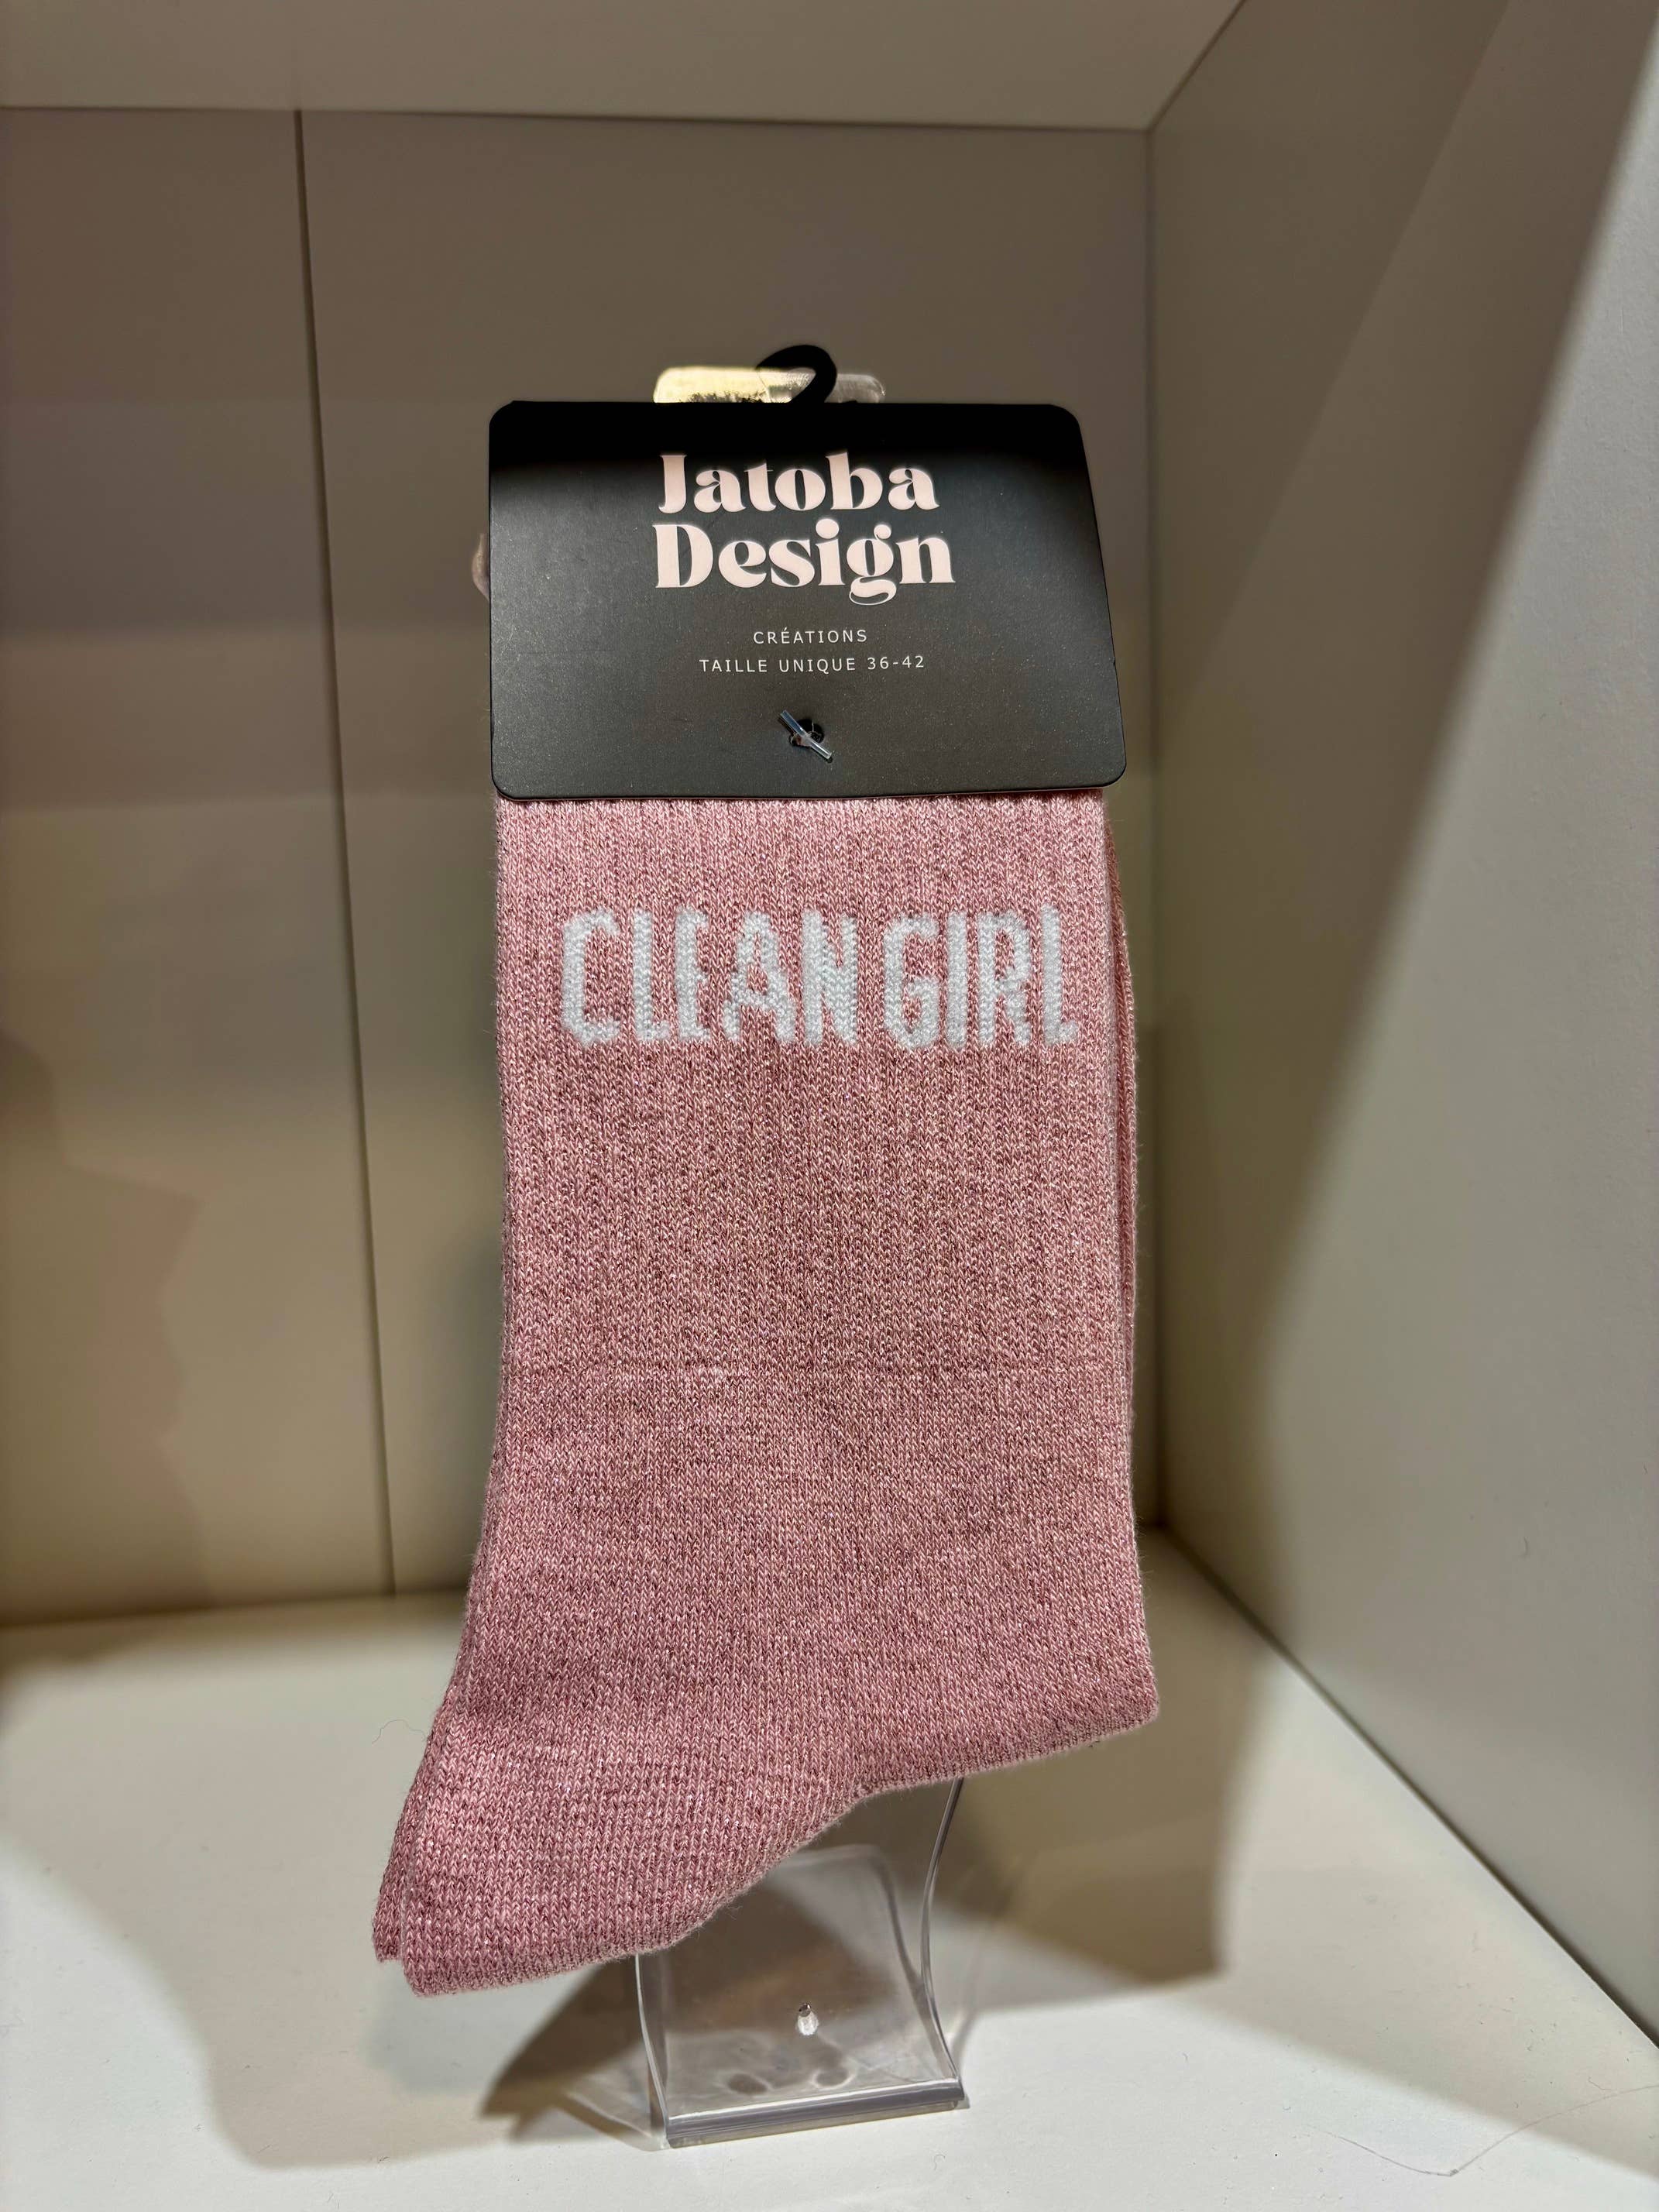 Jatoba
Design
CRÉATIONS
TAILLE UNIQUE 36-42
CLEAN GIRL